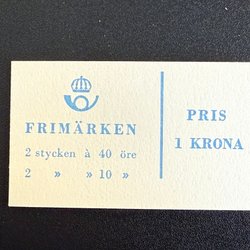 FRIMÄRKEN
2 stycken à 40 öre
2 » » 10 »
PRIS
1 KRONA